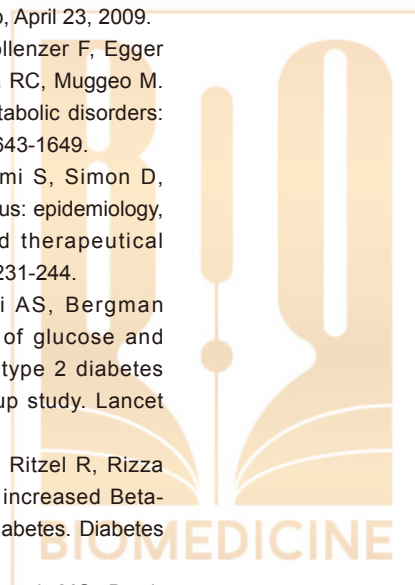 o, April 23, 2009.
ollenzer F, Egger
RC, Muggeo M.
tabolic disorders:
643-1649.
mi S, Simon D,
us: epidemiology,
d therapeutical
231-244.
i AS, Bergman
of glucose and
type 2 diabetes
up study. Lancet
Ritzel R, Rizza
increased Beta-
abetes. Diabetes
BIO
BIOMEDICINE